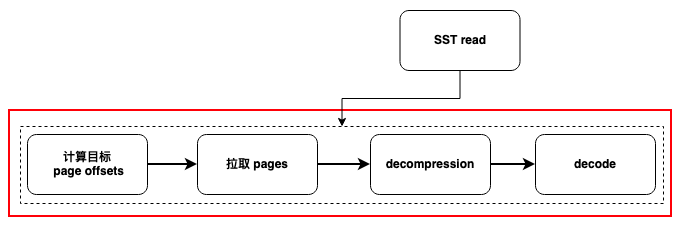 SST read
计算目标
page offsets
拉取 pages
decompression
decode